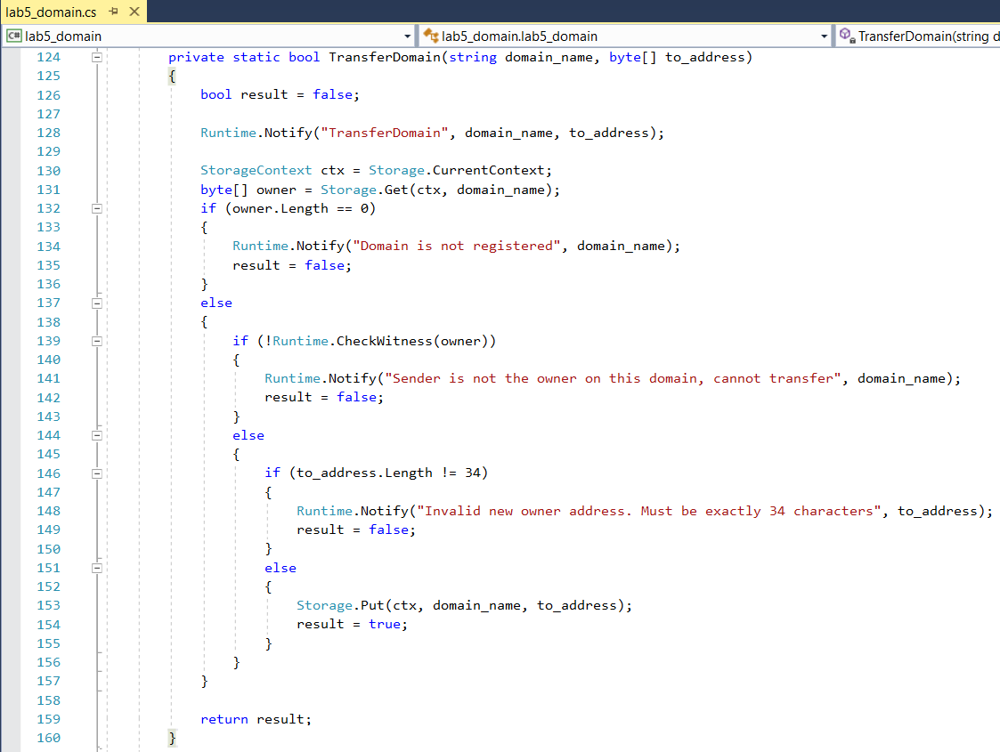 lab5_domain.cs
C# lab5_domain lab5_domain.lab5_domain TransferDomain(string d
124 private static bool TransferDomain(string domain_name, byte[] to_address)
125 {
126 bool result = false;
127
128 Runtime.Notify("TransferDomain", domain_name, to_address);
129
130 StorageContext ctx = Storage.CurrentContext;
131 byte[] owner = Storage.Get(ctx, domain_name);
132 if (owner.Length == 0)
133 {
134 Runtime.Notify("Domain is not registered", domain_name);
135 result = false;
136 }
137 else
138 {
139 if (!Runtime.CheckWitness(owner))
140 {
141 Runtime.Notify("Sender is not the owner on this domain, cannot transfer", domain_name);
142 result = false;
143 }
144 else
145 {
146 if (to_address.Length != 34)
147 {
148 Runtime.Notify("Invalid new owner address. Must be exactly 34 characters", to_address);
149 result = false;
150 }
151 else
152 {
153 Storage.Put(ctx, domain_name, to_address);
154 result = true;
155 }
156 }
157 }
158
159 return result;
160 }